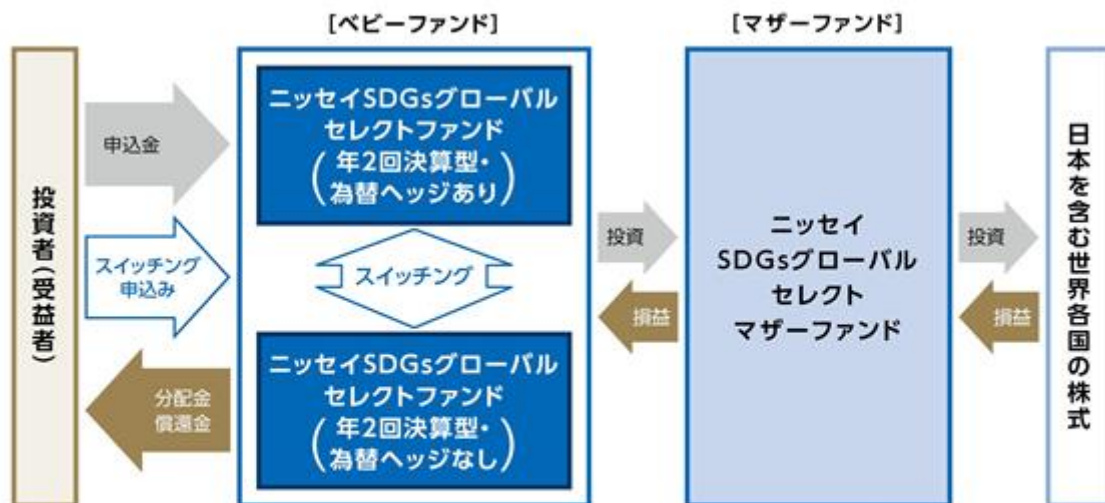 [ベビーファンド]
[マザーファンド]
投資者(受益者)
申込金
スイッチング
申込み
分配金
償還金
ニッセイSDGsグローバル
セレクトファンド
(年2回決算型・
為替ヘッジあり)
スイッチング
ニッセイSDGsグローバル
セレクトファンド
(年2回決算型・
為替ヘッジなし)
投資
損益
ニッセイ
SDGsグローバル
セレクト
マザーファンド
投資
損益
日本を含む世界各国の株式